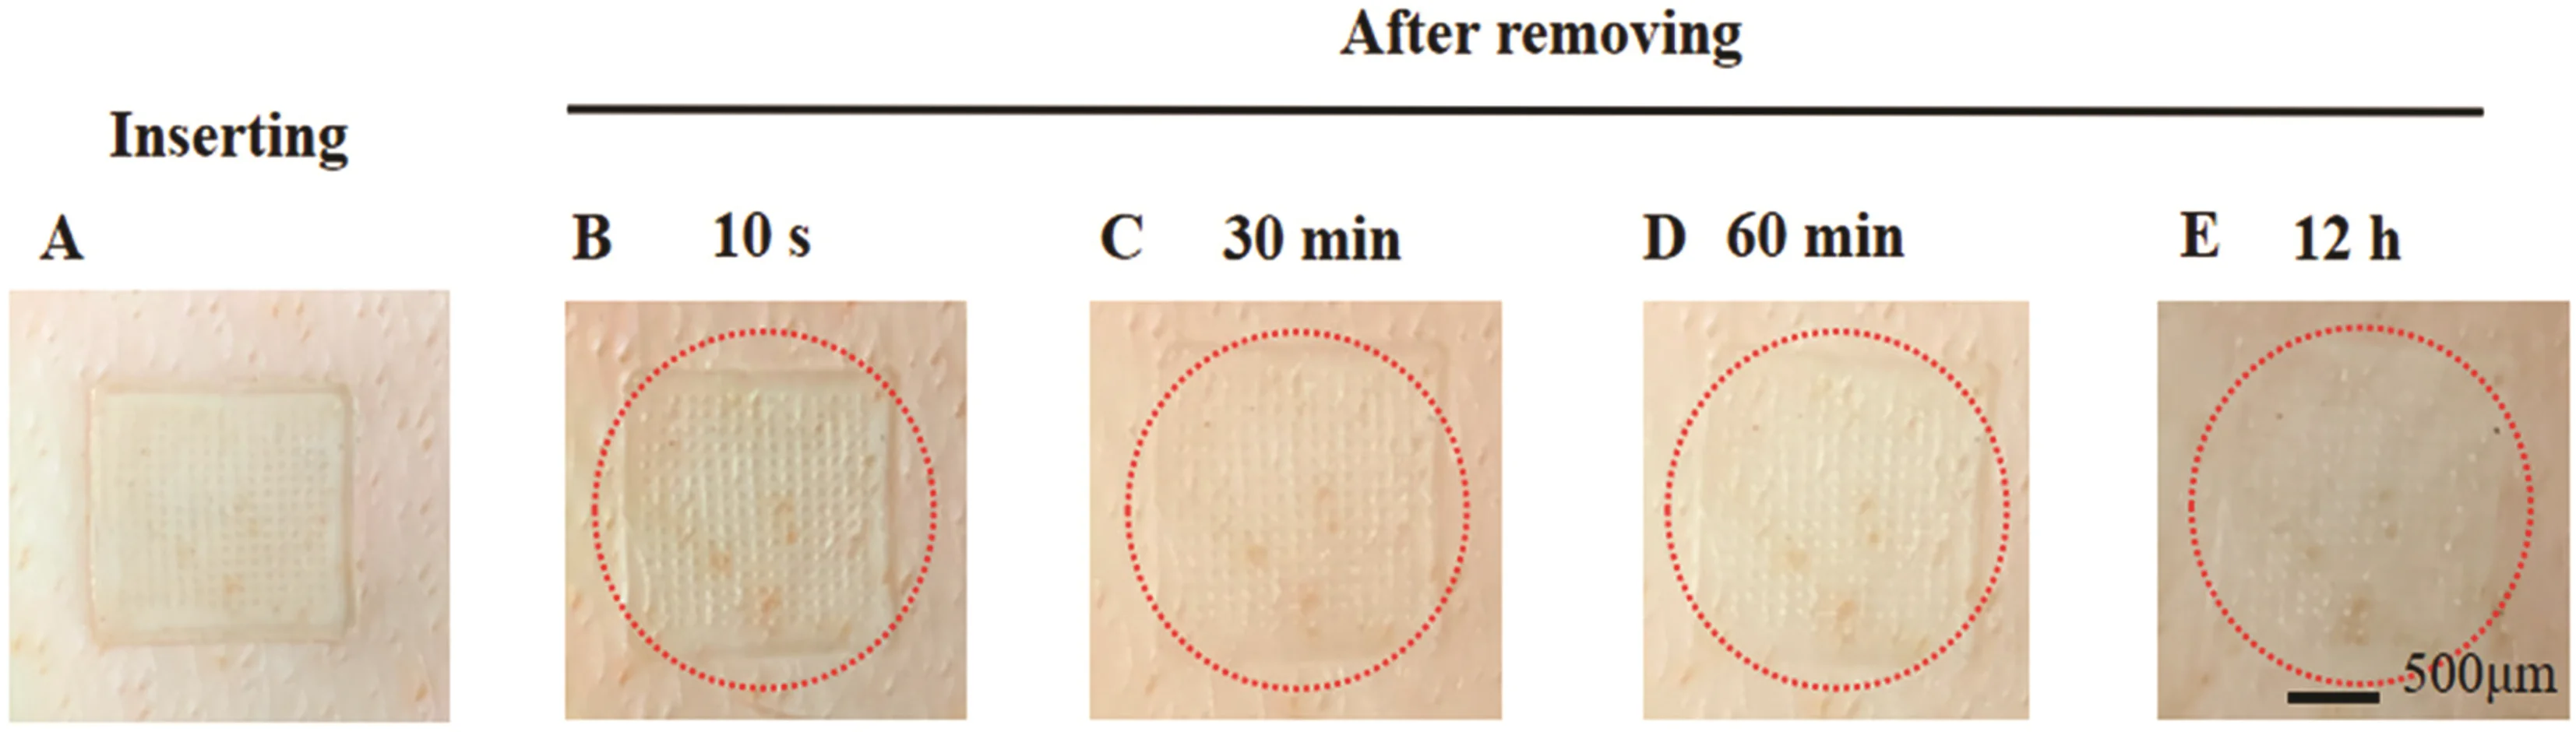 After removing
Inserting
A
B 10 s
C 30 min
D 60 min
E 12 h
500μm